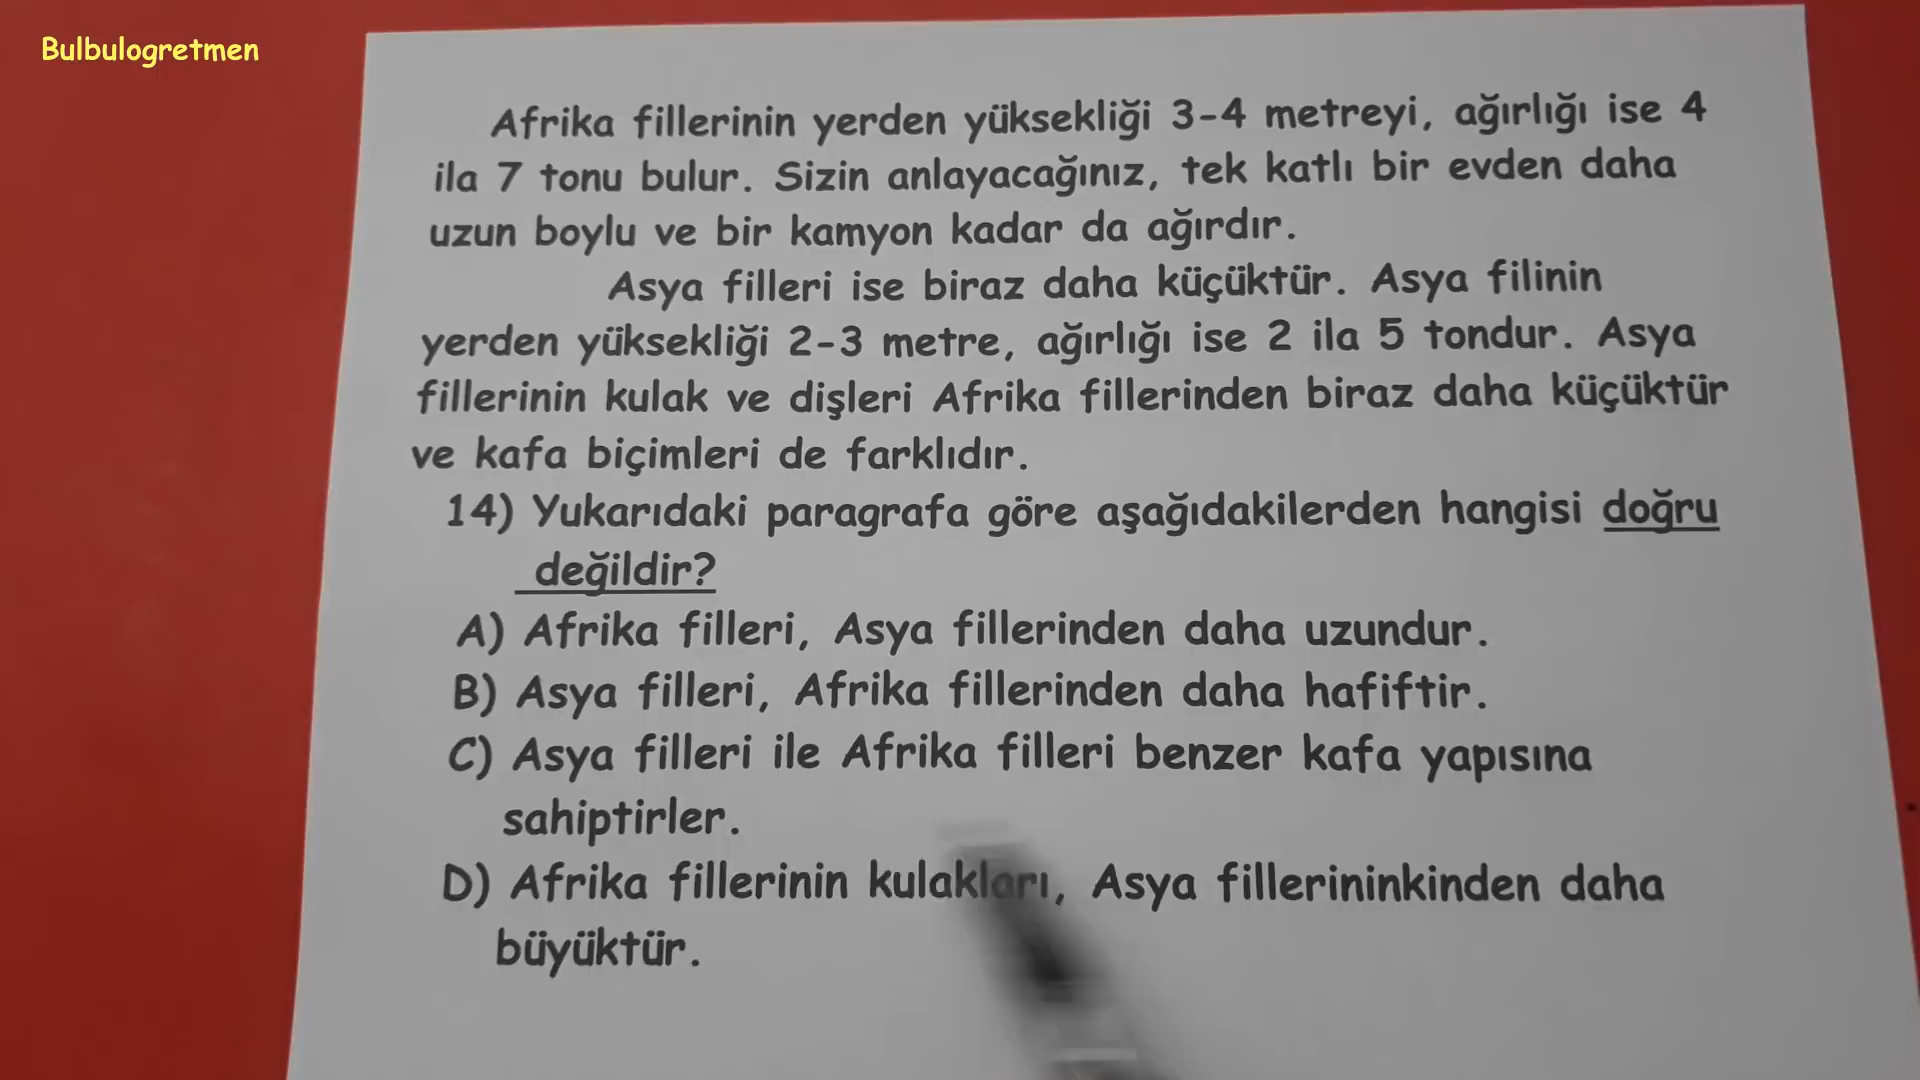 Bulbulogretmen
Afrika fillerinin yerden yüksekliği 3-4 metreyi, ağırlığı ise 4
ila 7 tonu bulur. Sizin anlayacağınız, tek katlı bir evden daha
uzun boylu ve bir kamyon kadar da ağırdır.
Asya filleri ise biraz daha küçüktür. Asya filinin
yerden yüksekliği 2-3 metre, ağırlığı ise 2 ila 5 tondur. Asya
fillerinin kulak ve dişleri Afrika fillerinden biraz daha küçüktür
ve kafa biçimleri de farklıdır.
14) Yukarıdaki paragrafa göre aşağıdakilerden hangisi doğru
değildir?
A) Afrika filleri, Asya fillerinden daha uzundur.
B) Asya filleri, Afrika fillerinden daha hafiftir.
C) Asya filleri ile Afrika filleri benzer kafa yapısına
sahiptirler.
D) Afrika fillerinin kulakları, Asya fillerininkinden daha
büyüktür.